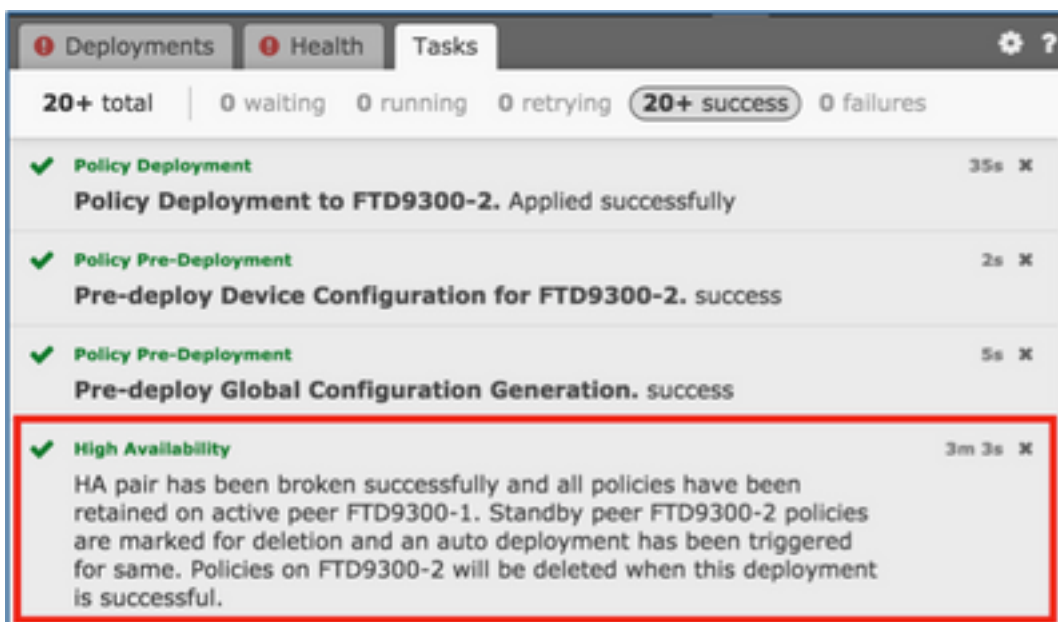 Deployments Health Tasks ?
20+ total 0 waiting 0 running 0 retrying 20+ success 0 failures
Policy Deployment 35s
Policy Deployment to FTD9300-2. Applied successfully
Policy Pre-Deployment 2s
Pre-deploy Device Configuration for FTD9300-2. success
Policy Pre-Deployment 5s
Pre-deploy Global Configuration Generation. success
High Availability 3m 3s
HA pair has been broken successfully and all policies have been
retained on active peer FTD9300-1. Standby peer FTD9300-2 policies
are marked for deletion and an auto deployment has been triggered
for same. Policies on FTD9300-2 will be deleted when this deployment
is successful.